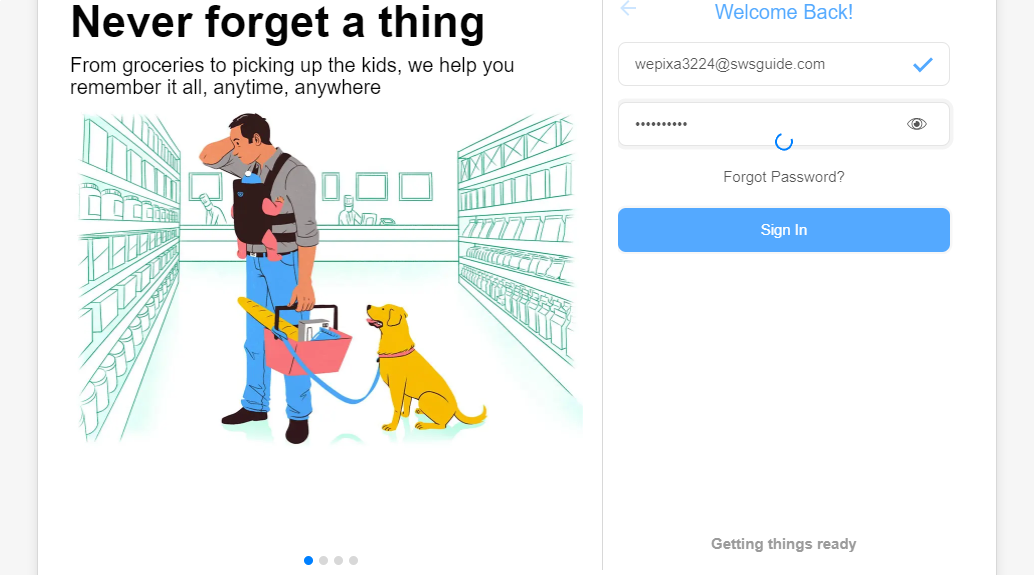 Never forget a thing
From groceries to picking up the kids, we help you
remember it all, anytime, anywhere
Welcome Back!
wepixa3224@swsguide.com
••••••••••
Forgot Password?
Sign In
Getting things ready